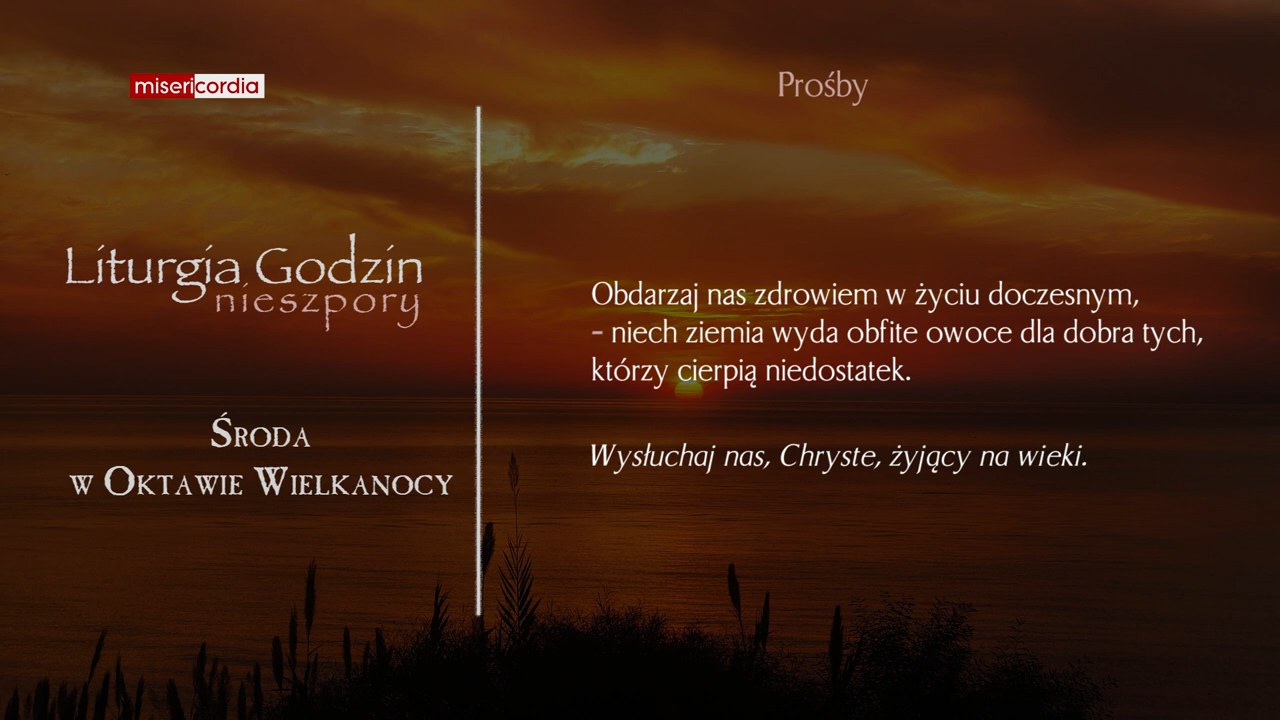 misericordia
Liturgia Godzin
nieszpory
Środa
w Oktawie Wielkanocy
Prośby
Obdarzaj nas zdrowiem w życiu doczesnym,
- niech ziemia wyda obfite owoce dla dobra tych,
którzy cierpią niedostatek.
Wysłuchaj nas, Chryste, żyjący na wieki.